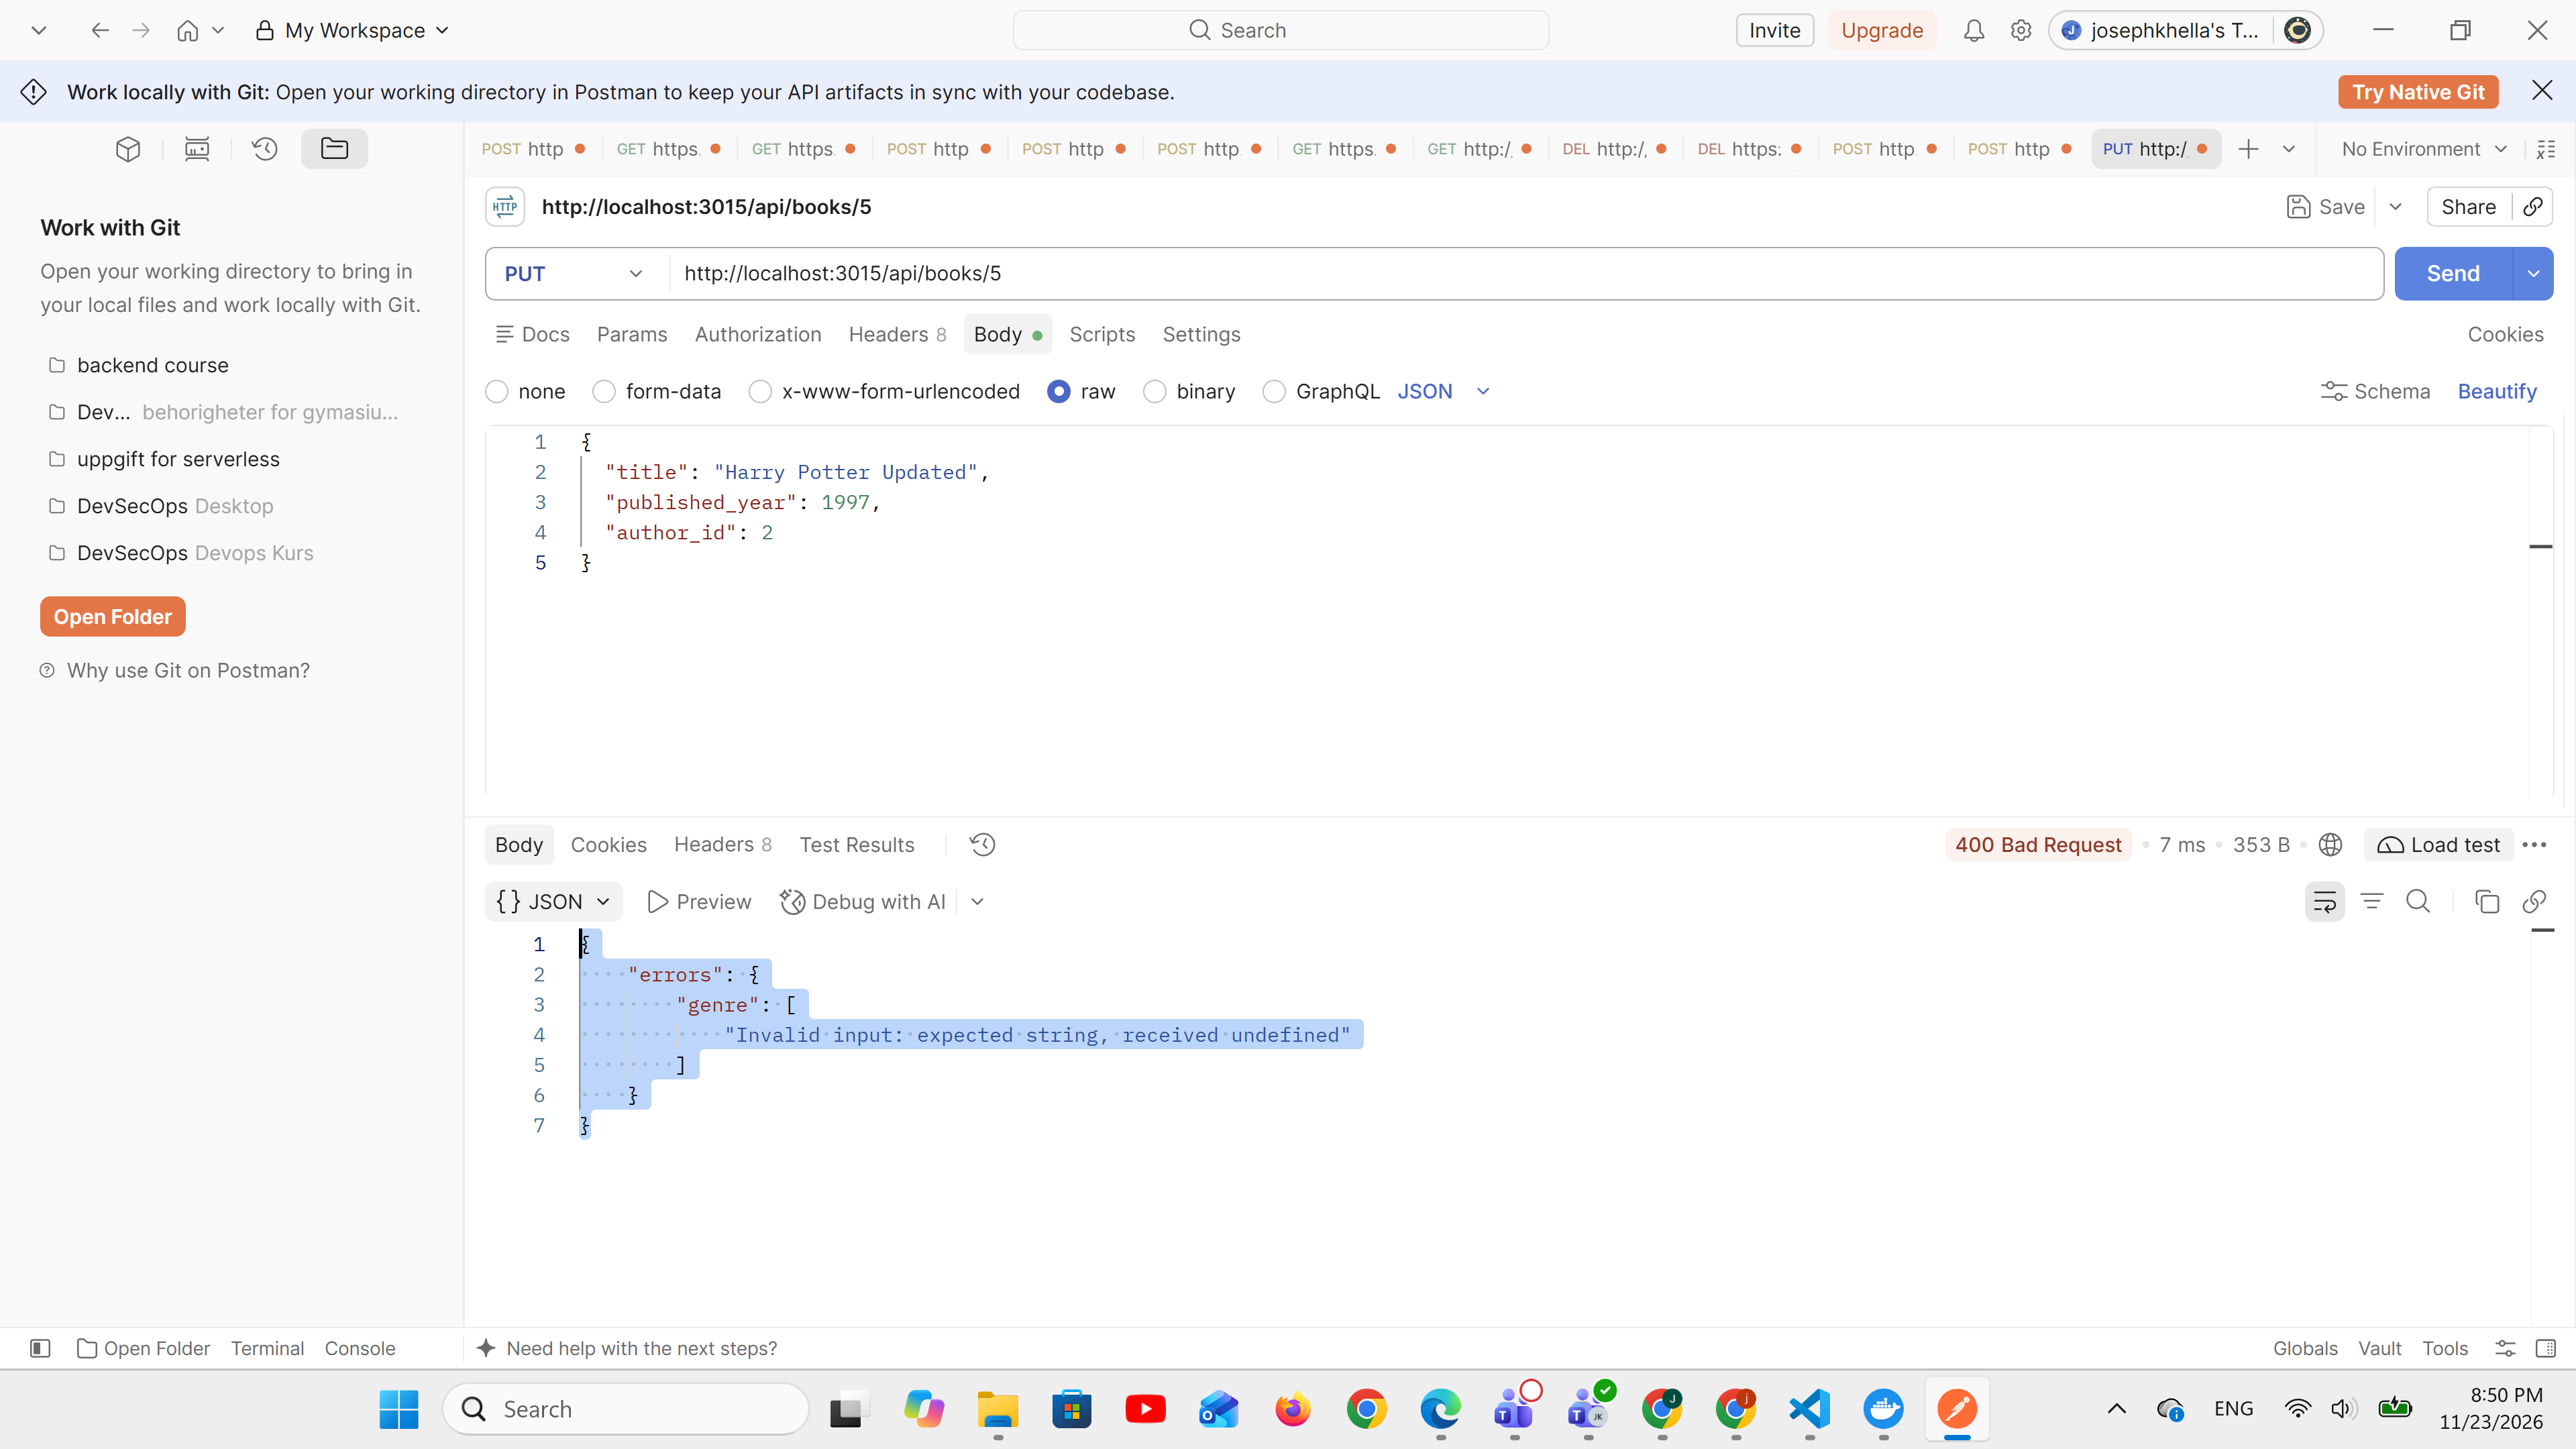 My Workspace
Search
Invite
Upgrade
J
josephkhella's T...
Work locally with Git: Open your working directory in Postman to keep your API artifacts in sync with your codebase.
Try Native Git
POST http
GET https:
GET https:
POST http
POST http
POST http
GET https:
GET http:/
DEL http:/
DEL https:
POST http
POST http
PUT http:/
No Environment
Work with Git
Open your working directory to bring in
your local files and work locally with Git.
backend course
Dev... behorigheter for gymasiu...
uppgift for serverless
DevSecOps Desktop
DevSecOps Devops Kurs
Open Folder
Why use Git on Postman?
HTTP
http://localhost:3015/api/books/5
Save
Share
PUT
http://localhost:3015/api/books/5
Send
Docs
Params
Authorization
Headers 8
Body
Scripts
Settings
Cookies
none
form-data
x-www-form-urlencoded
raw
binary
GraphQL
JSON
Schema
Beautify
1 {
2 "title": "Harry Potter Updated",
3 "published_year": 1997,
4 "author_id": 2
5 }
Body
Cookies
Headers 8
Test Results
400 Bad Request
7 ms
353 B
Load test
{} JSON
Preview
Debug with AI
1 {
2 "errors": {
3 "genre": [
4 "Invalid input: expected string, received undefined"
5 ]
6 }
7 }
Open Folder
Terminal
Console
Need help with the next steps?
Globals
Vault
Tools
Search
ENG
8:50 PM
11/23/2026